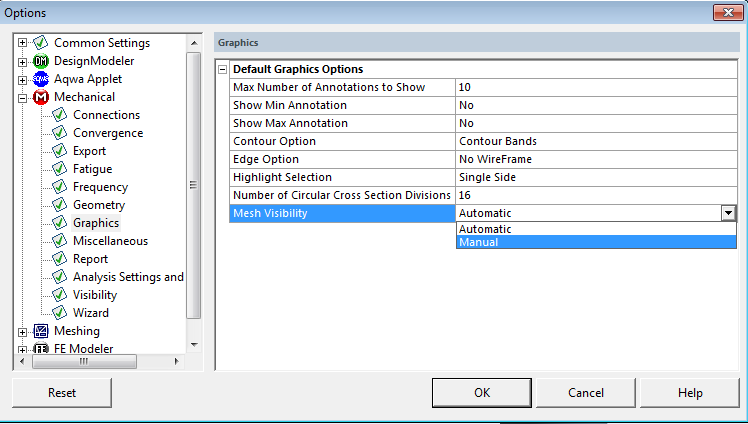 Options
Common Settings
DM DesignModeler
AQWA Aqwa Applet
M Mechanical
Connections
Convergence
Export
Fatigue
Frequency
Geometry
Graphics
Miscellaneous
Report
Analysis Settings and
Visibility
Wizard
Meshing
FE FE Modeler
Graphics
Default Graphics Options
Max Number of Annotations to Show 10
Show Min Annotation No
Show Max Annotation No
Contour Option Contour Bands
Edge Option No WireFrame
Highlight Selection Single Side
Number of Circular Cross Section Divisions 16
Mesh Visibility Automatic
Automatic
Manual
Reset OK Cancel Help